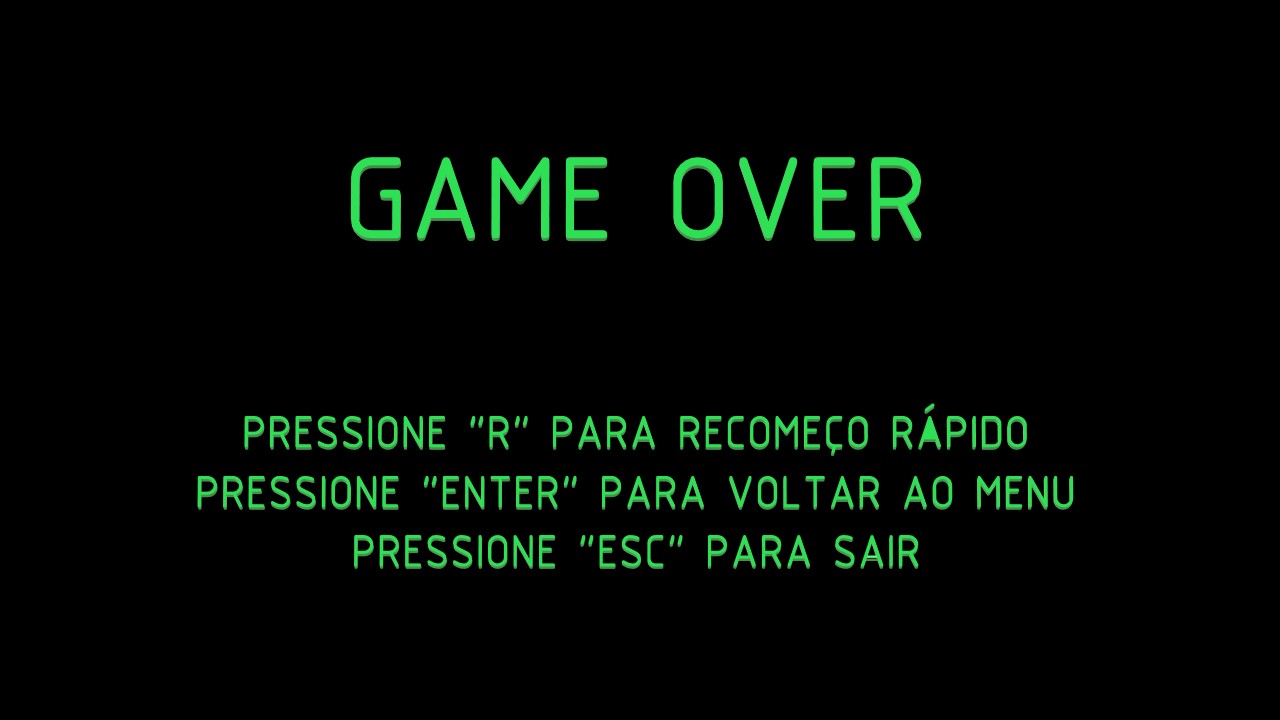 GAME OVER
PRESSIONE "R" PARA RECOMEÇO RÁPIDO
PRESSIONE "ENTER" PARA VOLTAR AO MENU
PRESSIONE "ESC" PARA SAIR